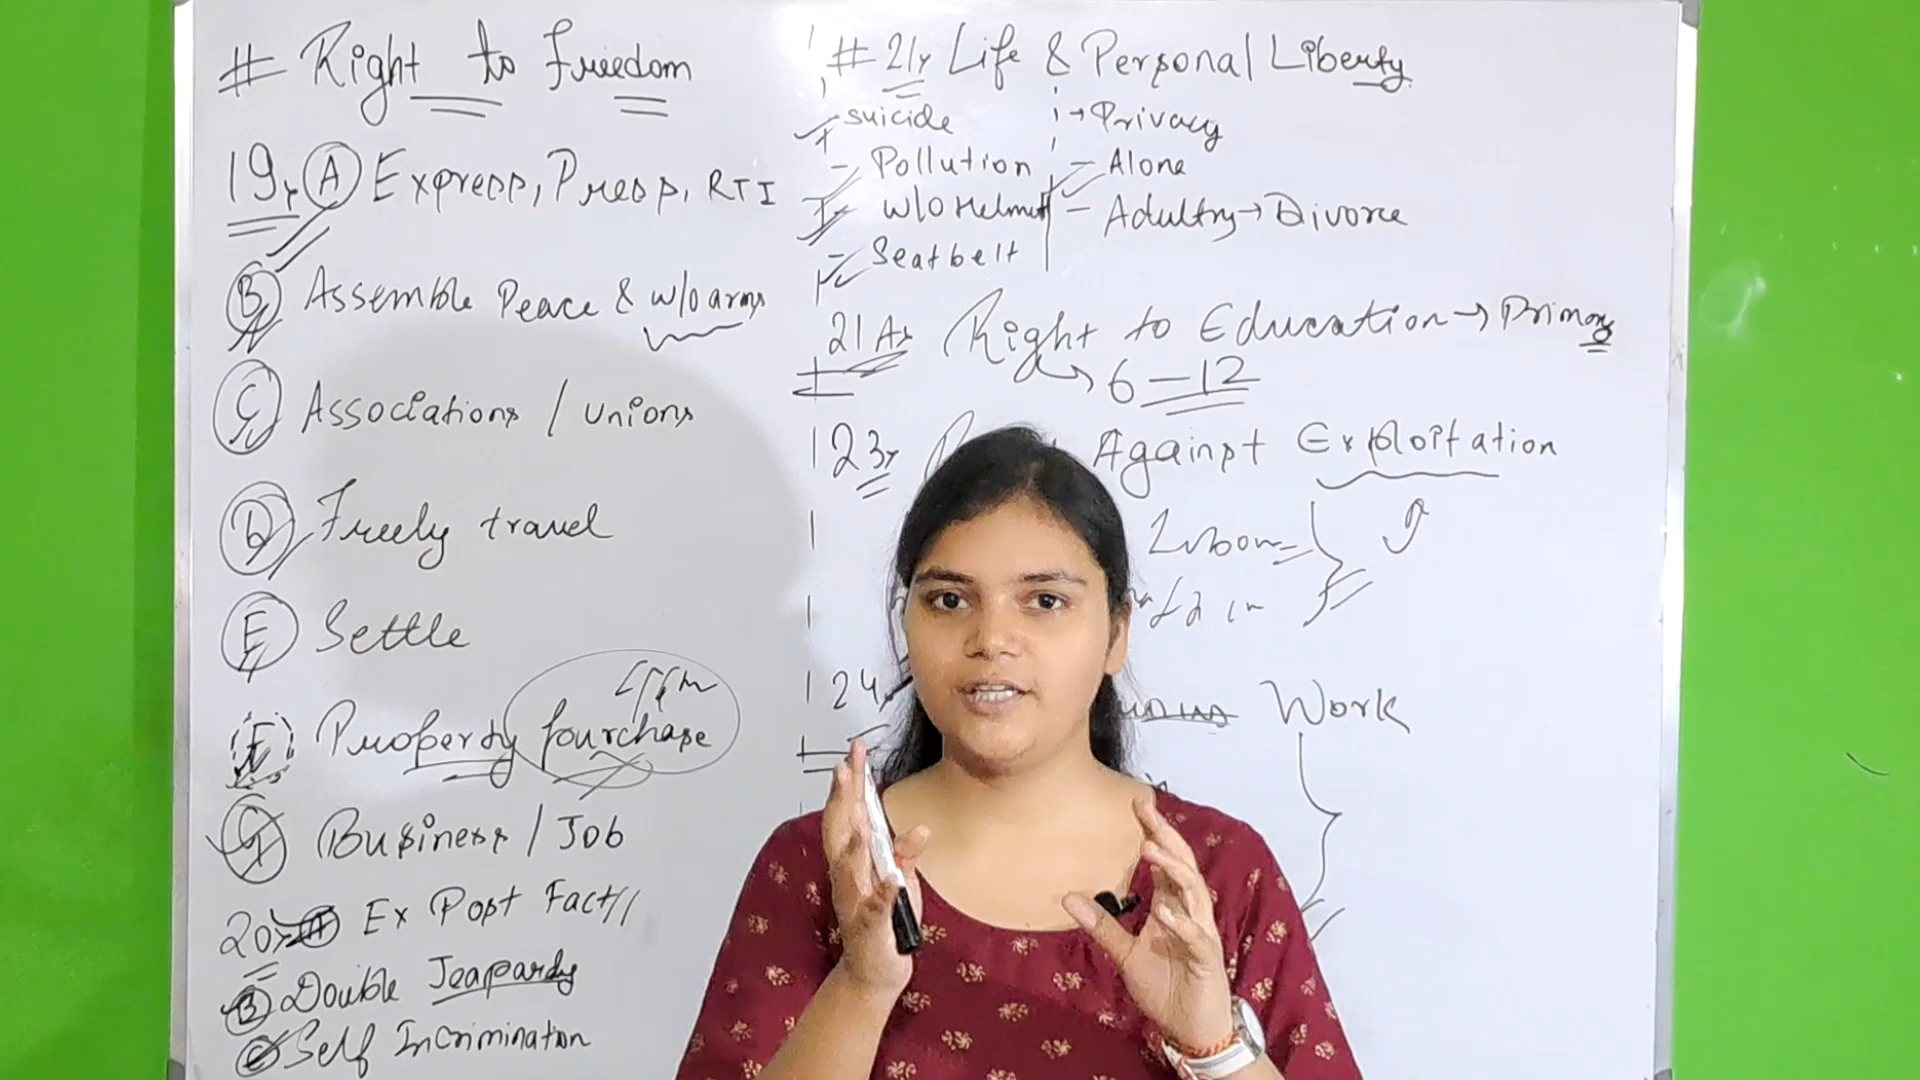 # Right to freedom
19, (A) Express, Press, RTI
(B) Assemble Peace & w/o arms
(C) Associations / unions
(D) Freely travel
(E) Settle
(F) Property fourchase
(G) Business / Job
20, (A) Ex Post Fact
(B) Double Jeapardy
(C) Self Incrimination
# 21, Life & Personal Liberty
suicide
- Pollution
- w/o Helmet
- Seatbelt
→ Privacy
- Alone
- Adultry → Divorce
21A, Right to Education → Primary
→ 6 - 12
23, Against Exploitation
24, Work